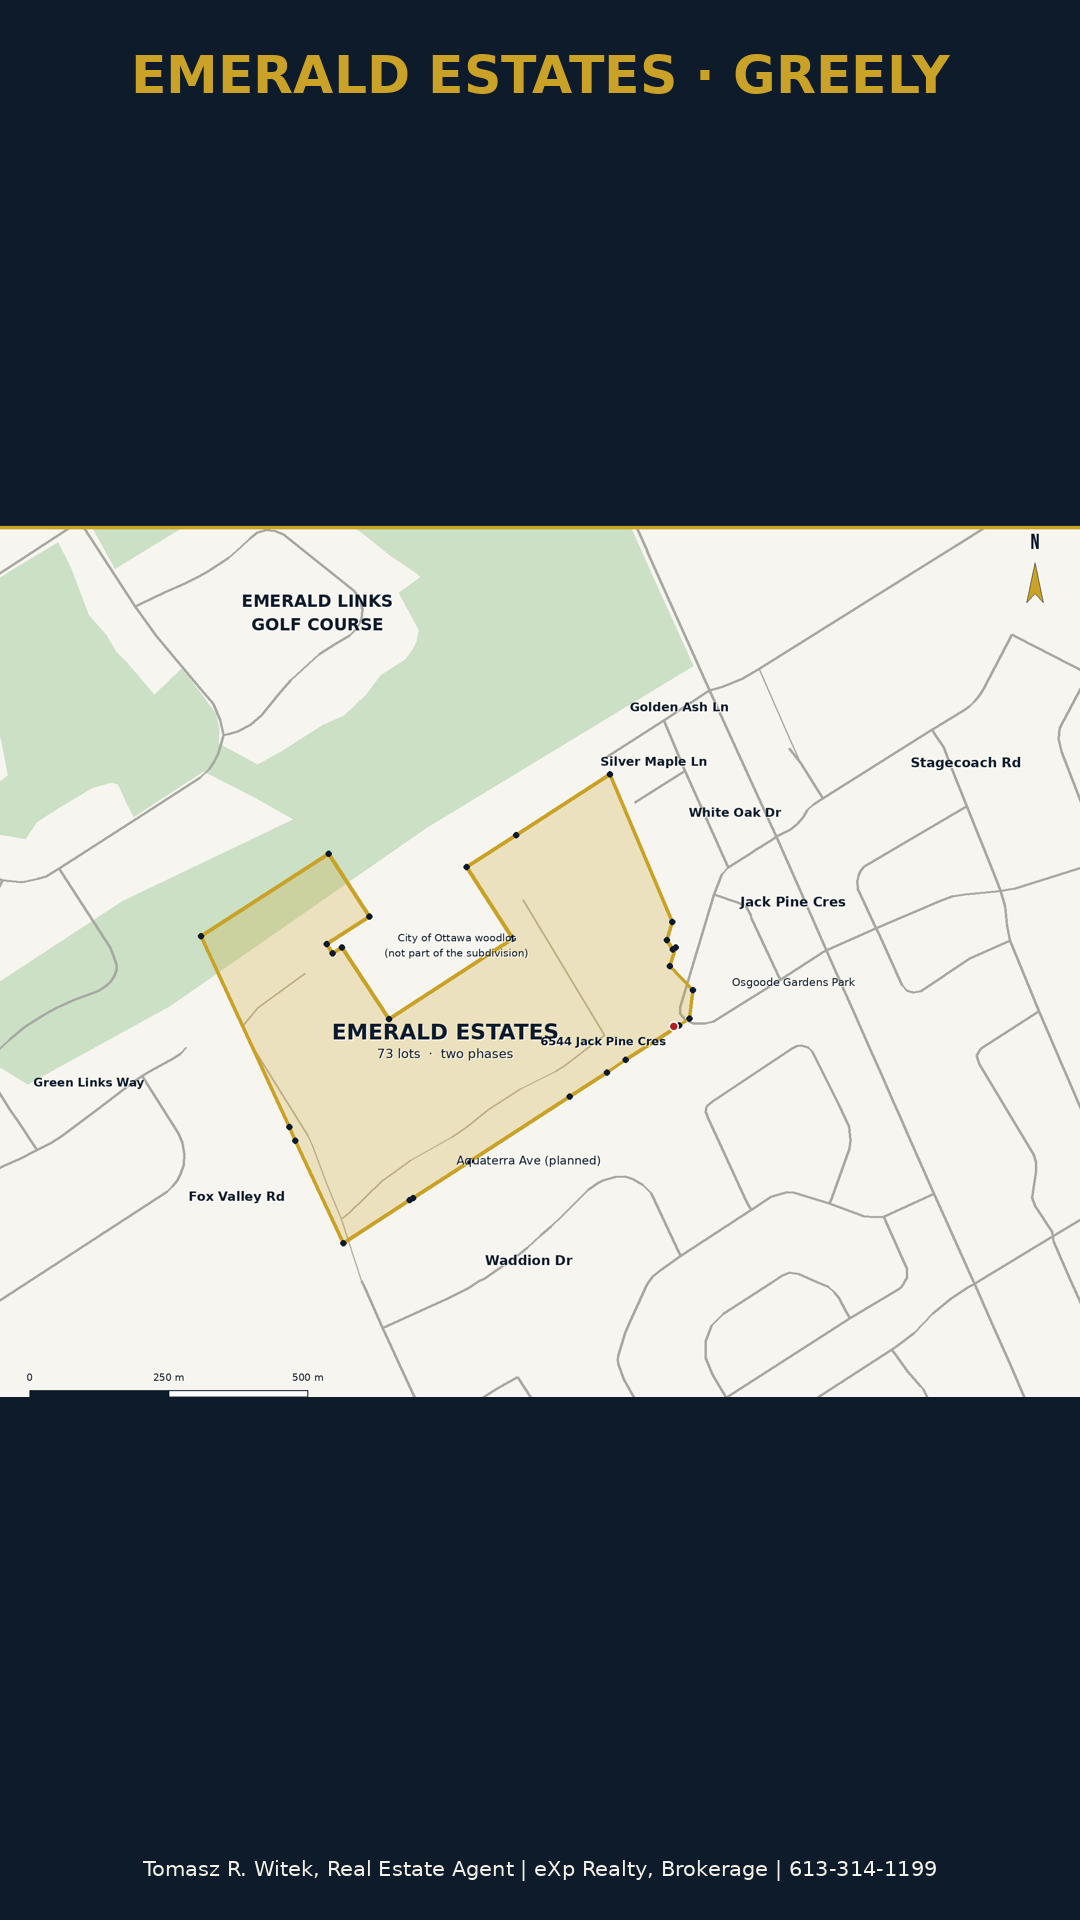 EMERALD ESTATES · GREELY
N
EMERALD LINKS
GOLF COURSE
Golden Ash Ln
Silver Maple Ln
Stagecoach Rd
White Oak Dr
Jack Pine Cres
City of Ottawa woodlot
(not part of the subdivision)
Osgoode Gardens Park
EMERALD ESTATES
6544 Jack Pine Cres
73 lots · two phases
Green Links Way
Aquaterra Ave (planned)
Fox Valley Rd
Waddion Dr
0 250 m 500 m
Tomasz R. Witek, Real Estate Agent | eXp Realty, Brokerage | 613-314-1199